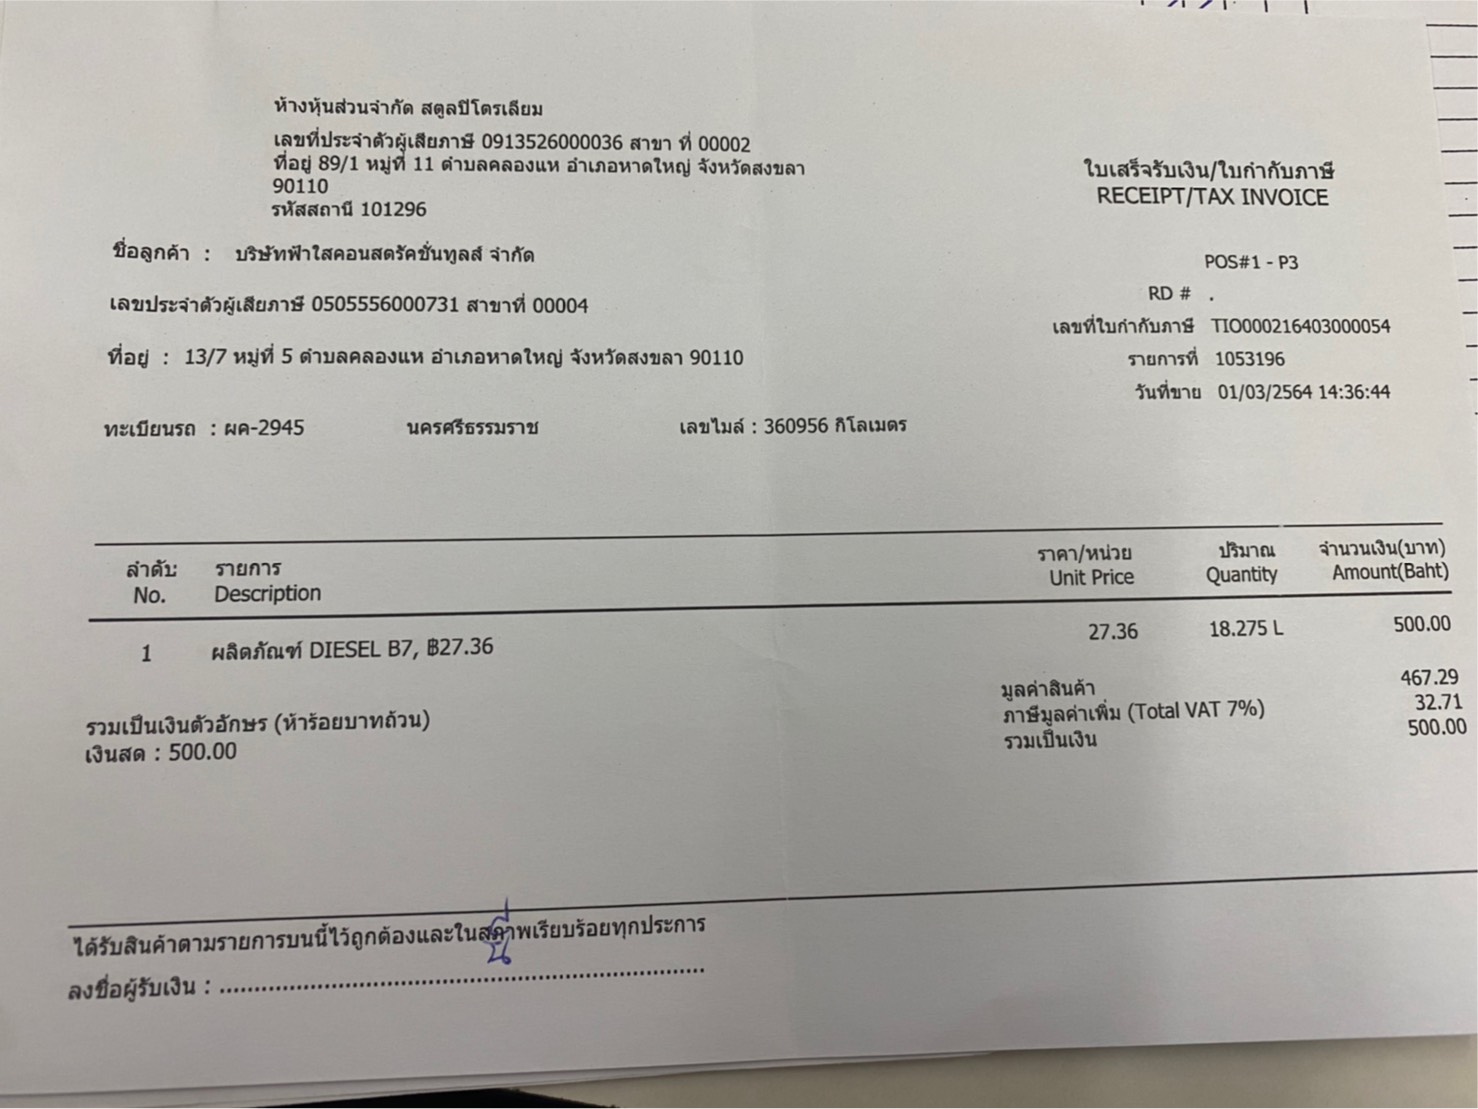 ห้างหุ้นส่วนจำกัด สตูลปิโตรเลียม
เลขที่ประจำตัวผู้เสียภาษี 0913526000036 สาขา ที่ 00002
ที่อยู่ 89/1 หมู่ที่ 11 ตำบลคลองแห อำเภอหาดใหญ่ จังหวัดสงขลา
90110
รหัสสถานี 101296
ใบเสร็จรับเงิน/ใบกำกับภาษี
RECEIPT/TAX INVOICE
ชื่อลูกค้า : บริษัทฟ้าใสคอนสตรัคชั่นทูลส์ จำกัด
POS#1 - P3
RD # .
เลขประจำตัวผู้เสียภาษี 0505556000731 สาขาที่ 00004
เลขที่ใบกำกับภาษี TIO000216403000054
ที่อยู่ : 13/7 หมู่ที่ 5 ตำบลคลองแห อำเภอหาดใหญ่ จังหวัดสงขลา 90110
รายการที่ 1053196
วันที่ขาย 01/03/2564 14:36:44
ทะเบียนรถ : ผค-2945 นครศรีธรรมราช เลขไมล์ : 360956 กิโลเมตร
ลำดับ รายการ ราคา/หน่วย ปริมาณ จำนวนเงิน(บาท)
No. Description Unit Price Quantity Amount(Baht)
1 ผลิตภัณฑ์ DIESEL B7, ฿27.36 27.36 18.275 L 500.00
มูลค่าสินค้า 467.29
ภาษีมูลค่าเพิ่ม (Total VAT 7%) 32.71
รวมเป็นเงิน 500.00
รวมเป็นเงินตัวอักษร (ห้าร้อยบาทถ้วน)
เงินสด : 500.00
ได้รับสินค้าตามรายการบนนี้ไว้ถูกต้องและในสภาพเรียบร้อยทุกประการ
ลงชื่อผู้รับเงิน : ........................................................................